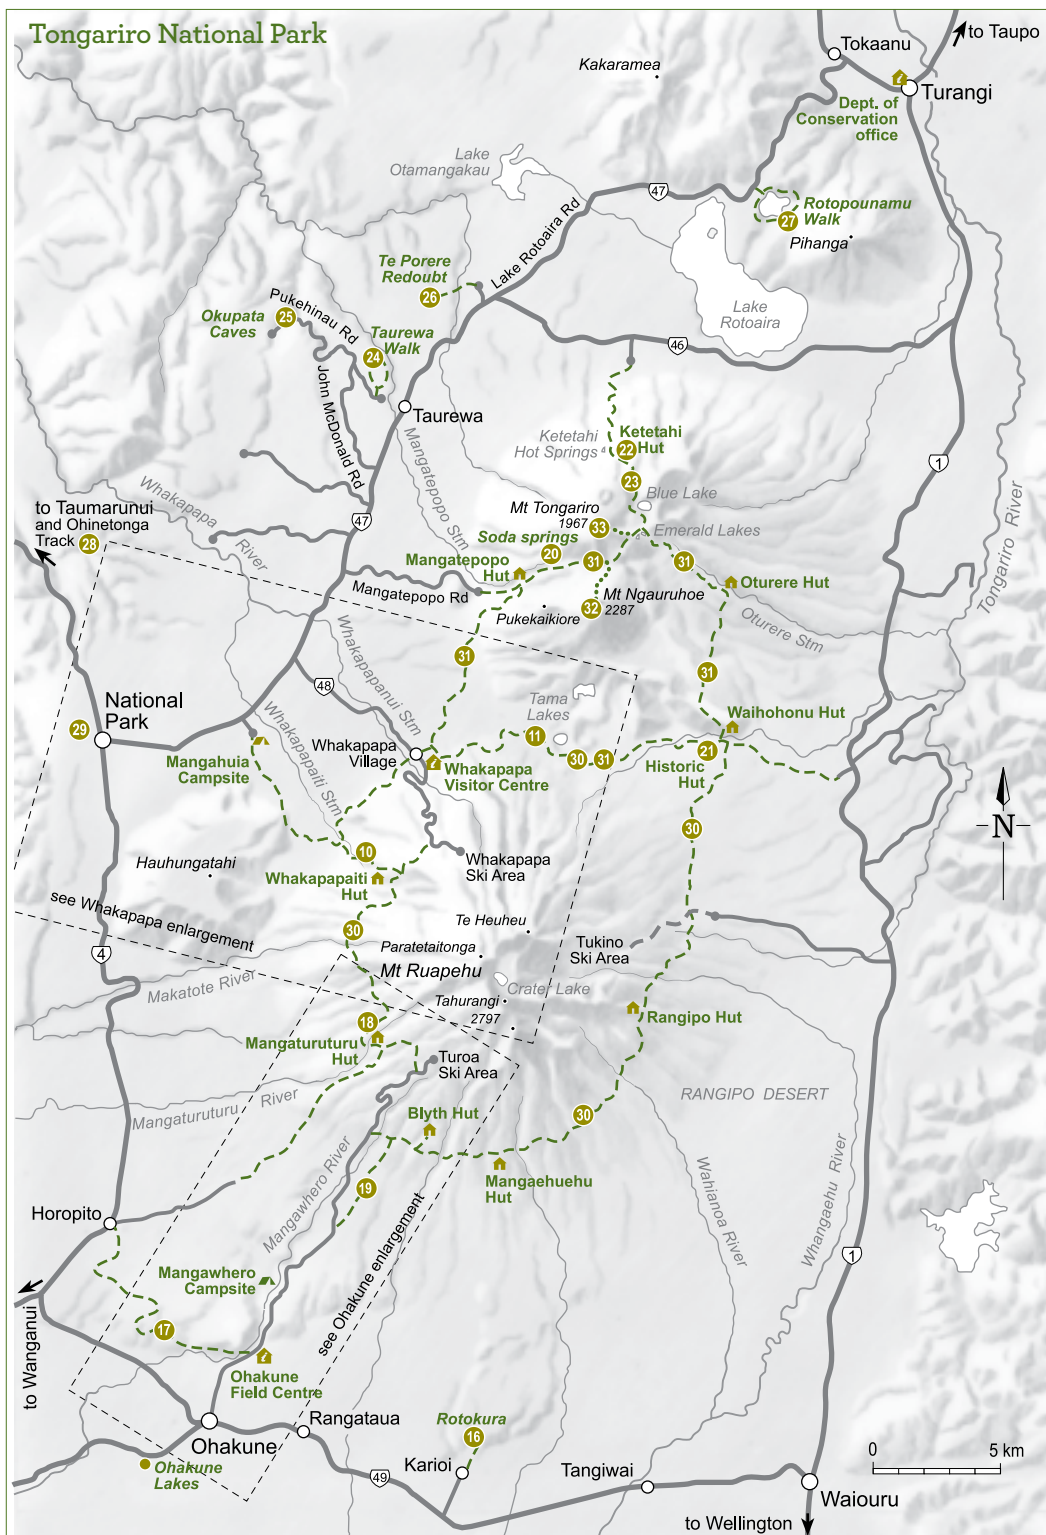 Tongariro National Park
to Taupo
Tokaanu
Kakaramea
Turangi
Dept. of
Conservation
office
Lake
Otamangakau
47
Rotopounamu
Walk
27
Pihanga
Lake Rotoaira Rd
Te Porere
Redoubt
26
Pukehinau Rd
Okupata
Caves
25
Taurewa
Walk
24
Lake
Rotoaira
46
John McDonald Rd
Taurewa
Mangatepopo Stm
Ketetahi
Hot Springs
Ketetahi
Hut
22
23
1
Blue Lake
Whakapapa
River
to Taumarunui
and Ohinetonga
Track
28
47
Mt Tongariro
1967
33
Emerald Lakes
Soda springs
20
Mangatepopo
Hut
31
31
Oturere Hut
Tongariro River
Mangatepopo Rd
Mt Ngauruhoe
2287
32
Pukekaikiore
Oturere Stm
Whakapapanui Stm
31
31
48
National
Park
29
Whakapapaiti Stm
Tama
Lakes
Waihohonu Hut
Whakapapa
Village
11
30
31
21
Historic
Hut
Mangahuia
Campsite
Whakapapa
Visitor Centre
N
30
10
Hauhungatahi
Whakapapaiti
Hut
Whakapapa
Ski Area
see Whakapapa enlargement
30
Te Heuheu
Tukino
Ski Area
4
Paratetaitonga
Mt Ruapehu
Makatote River
Crater Lake
Tahurangi
2797
Rangipo Hut
18
Mangaturuturu
Hut
Turoa
Ski Area
Mangaturuturu River
RANGIPO DESERT
Blyth Hut
30
Mangaehuehu
Hut
19
Mangawhero River
Wahianoa River
Whangaehu River
Horopito
see Ohakune enlargement
1
Mangawhero
Campsite
17
to Wanganui
Ohakune
Field Centre
Ohakune
Rangataua
Rotokura
16
Ohakune
Lakes
49
Karioi
Tangiwai
0
5 km
Waiouru
to Wellington